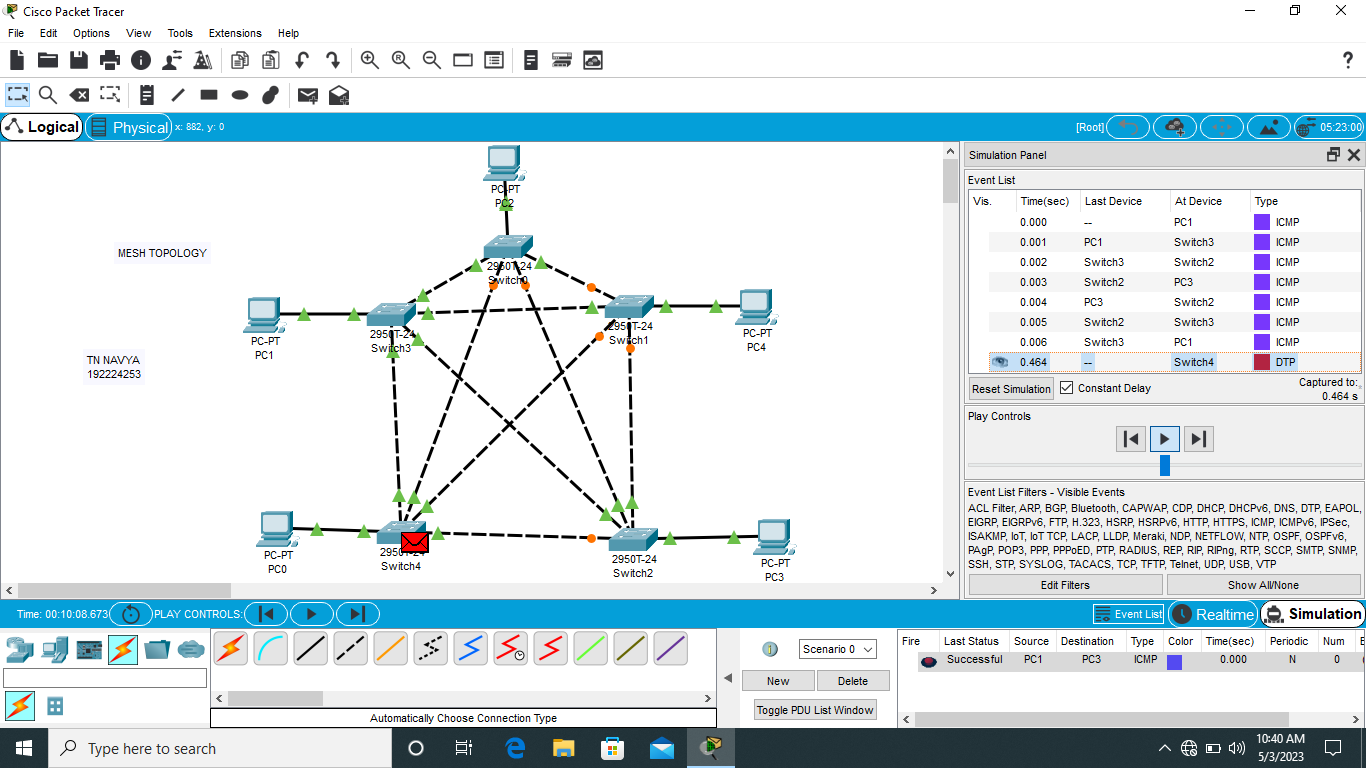 Cisco Packet Tracer
File Edit Options View Tools Extensions Help
Logical Physical x: 882, y: 0 [Root] 05:23:00
MESH TOPOLOGY
TN NAVYA
192224253
PC-PT
PC2
2950T-24
Switch0
PC-PT
PC1
2950T-24
Switch3
2950T-24
Switch1
PC-PT
PC4
PC-PT
PC0
2950T-24
Switch4
2950T-24
Switch2
PC-PT
PC3
Simulation Panel
Event List
Vis. Time(sec) Last Device At Device Type
0.000 -- PC1 ICMP
0.001 PC1 Switch3 ICMP
0.002 Switch3 Switch2 ICMP
0.003 Switch2 PC3 ICMP
0.004 PC3 Switch2 ICMP
0.005 Switch2 Switch3 ICMP
0.006 Switch3 PC1 ICMP
0.464 -- Switch4 DTP
Reset Simulation Constant Delay Captured to:
0.464 s
Play Controls
Event List Filters - Visible Events
ACL Filter, ARP, BGP, Bluetooth, CAPWAP, CDP, DHCP, DHCPv6, DNS, DTP, EAPOL,
EIGRP, EIGRPv6, FTP, H.323, HSRP, HSRPv6, HTTP, HTTPS, ICMP, ICMPv6, IPSec,
ISAKMP, IoT, IoT TCP, LACP, LLDP, Meraki, NDP, NETFLOW, NTP, OSPF, OSPFv6,
PAgP, POP3, PPP, PPPoED, PTP, RADIUS, REP, RIP, RIPng, RTP, SCCP, SMTP, SNMP,
SSH, STP, SYSLOG, TACACS, TCP, TFTP, Telnet, UDP, USB, VTP
Edit Filters Show All/None
Time: 00:10:08.673 PLAY CONTROLS: Event List Realtime Simulation
Automatically Choose Connection Type
Scenario 0
New Delete
Toggle PDU List Window
Fire Last Status Source Destination Type Color Time(sec) Periodic Num E
Successful PC1 PC3 ICMP 0.000 N 0
Type here to search
10:40 AM
5/3/2023